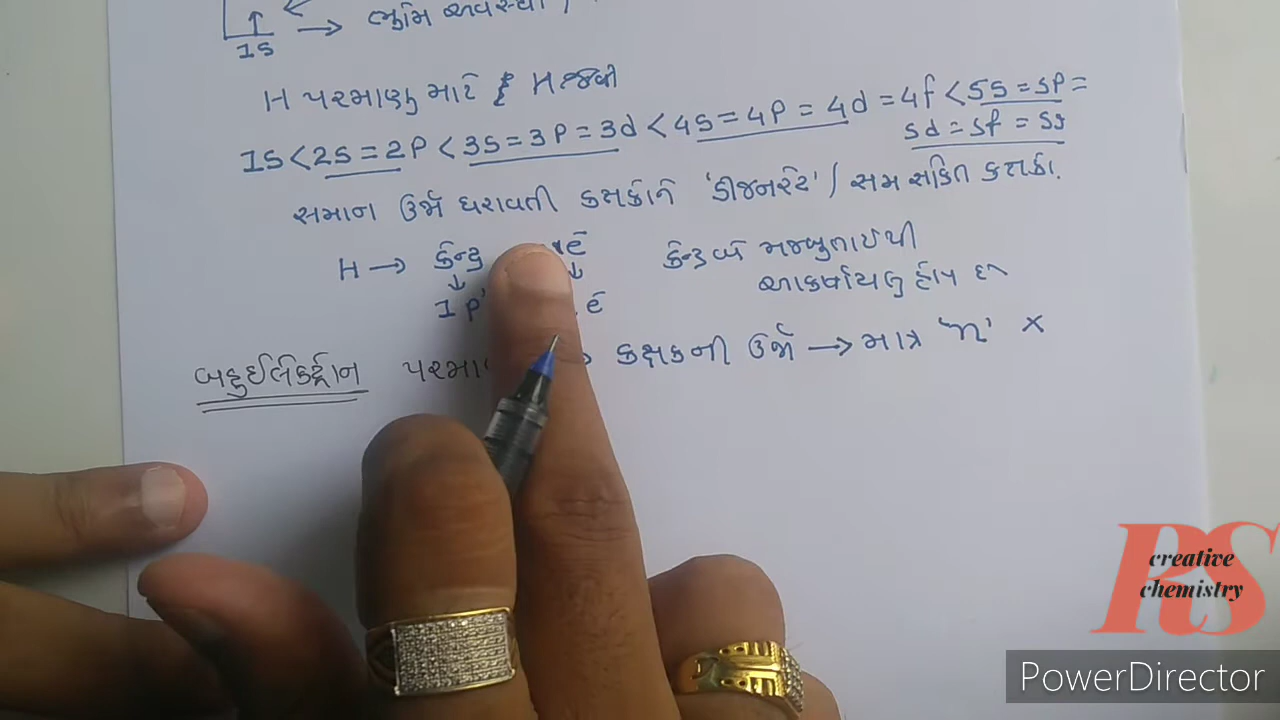 1s → ભૂમિ અવસ્થા /
H પરમાણુ માટે H જેવી
1s < 2s = 2p < 3s = 3p = 3d < 4s = 4p = 4d = 4f < 5s = 5p =
5d = 5f = 5g
સમાન ઉર્જા ધરાવતી કક્ષકોને 'ડીજનરેટ' / સમ શક્તિ કક્ષકો.
H → કેન્દ્ર કેન્દ્ર વધુ મજબુતાઈથી
↓ ↓ આકર્ષાયેલુ હોય છે
1p
બહુઈલેક્ટ્રોન → કક્ષકની ઉર્જા → માત્ર 'n' ×
RS
creative
chemistry
PowerDirector